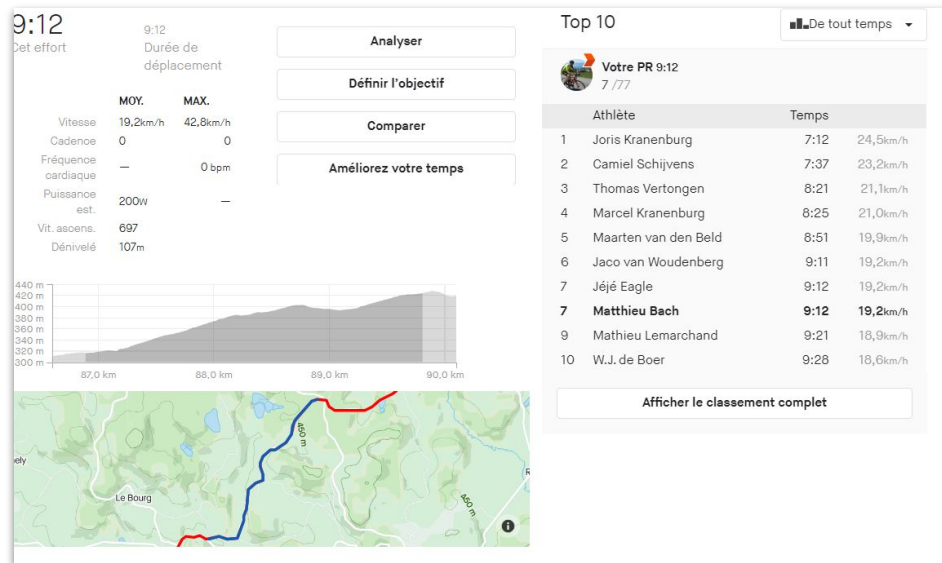 9:12
Cet effort
9:12
Durée de
déplacement
MOY. MAX.
Vitesse 19,2km/h 42,8km/h
Cadence 0 0
Fréquence
cardiaque — 0 bpm
Puissance
est. 200W —
Vit. ascens. 697
Dénivelé 107m
Analyser
Définir l'objectif
Comparer
Améliorez votre temps
440 m
420 m
400 m
380 m
360 m
340 m
320 m
300 m
87,0 km 88,0 km 89,0 km 90,0 km
450 m
Le Bourg
450 m
Top 10
De tout temps
Votre PR 9:12
7 /77
Athlète Temps
1 Joris Kranenburg 7:12 24,5km/h
2 Camiel Schijvens 7:37 23,2km/h
3 Thomas Vertongen 8:21 21,1km/h
4 Marcel Kranenburg 8:25 21,0km/h
5 Maarten van den Beld 8:51 19,9km/h
6 Jaco van Woudenberg 9:11 19,2km/h
7 Jéjé Eagle 9:12 19,2km/h
7 Matthieu Bach 9:12 19,2km/h
9 Mathieu Lemarchand 9:21 18,9km/h
10 W.J. de Boer 9:28 18,6km/h
Afficher le classement complet